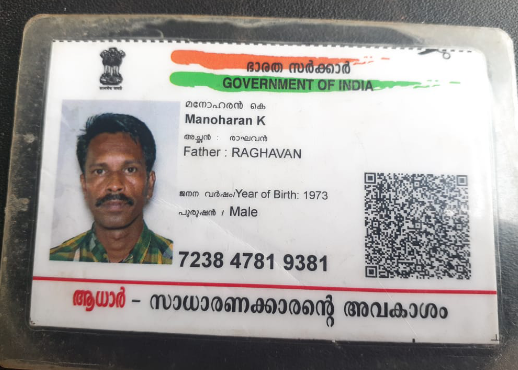 ഭാരത സർക്കാർ
GOVERNMENT OF INDIA
മനോഹരൻ കെ
Manoharan K
അച്ഛൻ : രാഘവൻ
Father : RAGHAVAN
ജനന വർഷം/Year of Birth: 1973
പുരുഷൻ / Male
7238 4781 9381
ആധാർ - സാധാരണക്കാരന്റെ അവകാശം